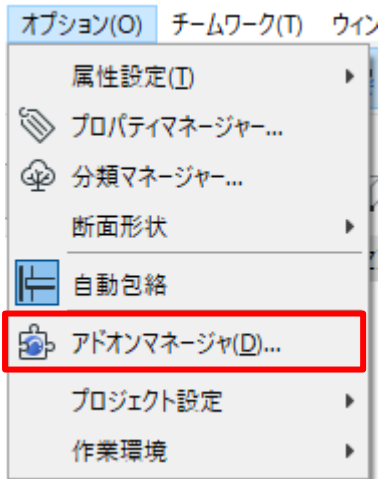 オプション(O) チームワーク(T) ウィン
属性設定(T)
プロパティマネージャー...
分類マネージャー...
断面形状
自動包絡
アドオンマネージャ(D)...
プロジェクト設定
作業環境